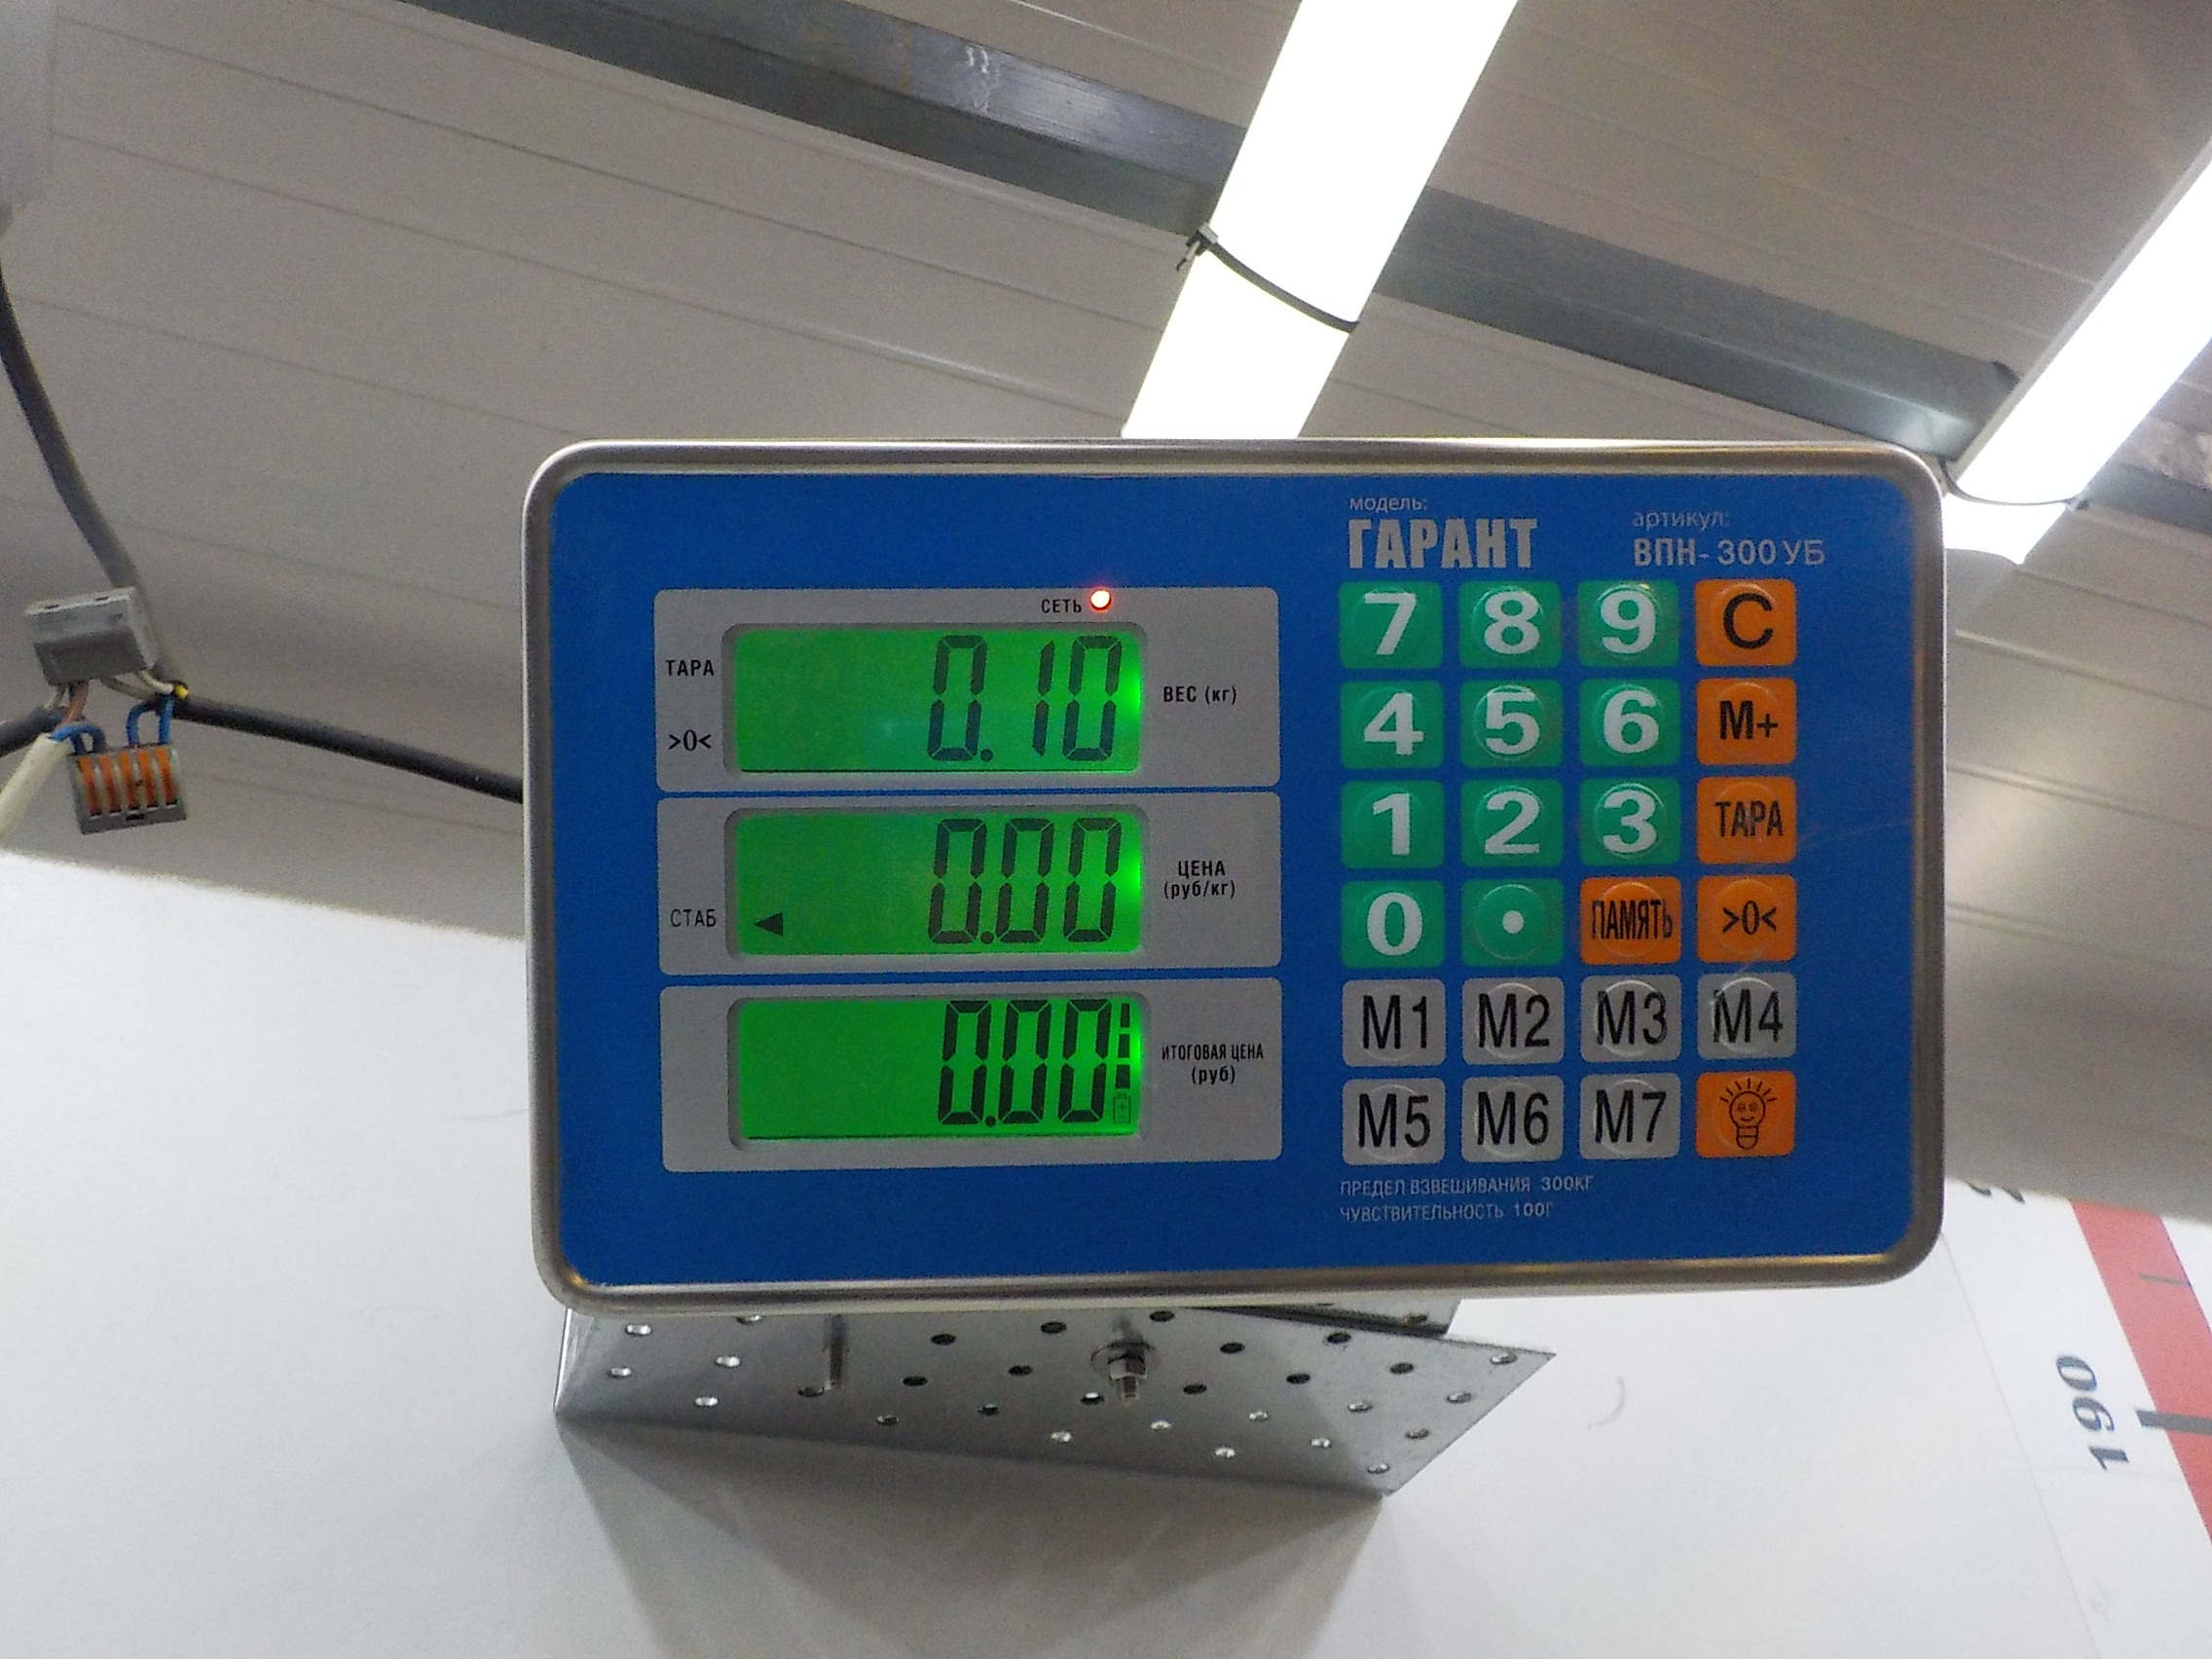 модель:
ГАРАНТ
артикул:
ВПН- 300 УБ
СЕТЬ
ТАРА
>0<
0.10
ВЕС (кг)
СТАБ
0.00
ЦЕНА
(руб/кг)
0.00
ИТОГОВАЯ ЦЕНА
(руб)
7 8 9 C
4 5 6 M+
1 2 3 ТАРА
0 . ПАМЯТЬ >0<
M1 M2 M3 M4
M5 M6 M7
ПРЕДЕЛ ВЗВЕШИВАНИЯ 300КГ
ЧУВСТВИТЕЛЬНОСТЬ 100Г
190